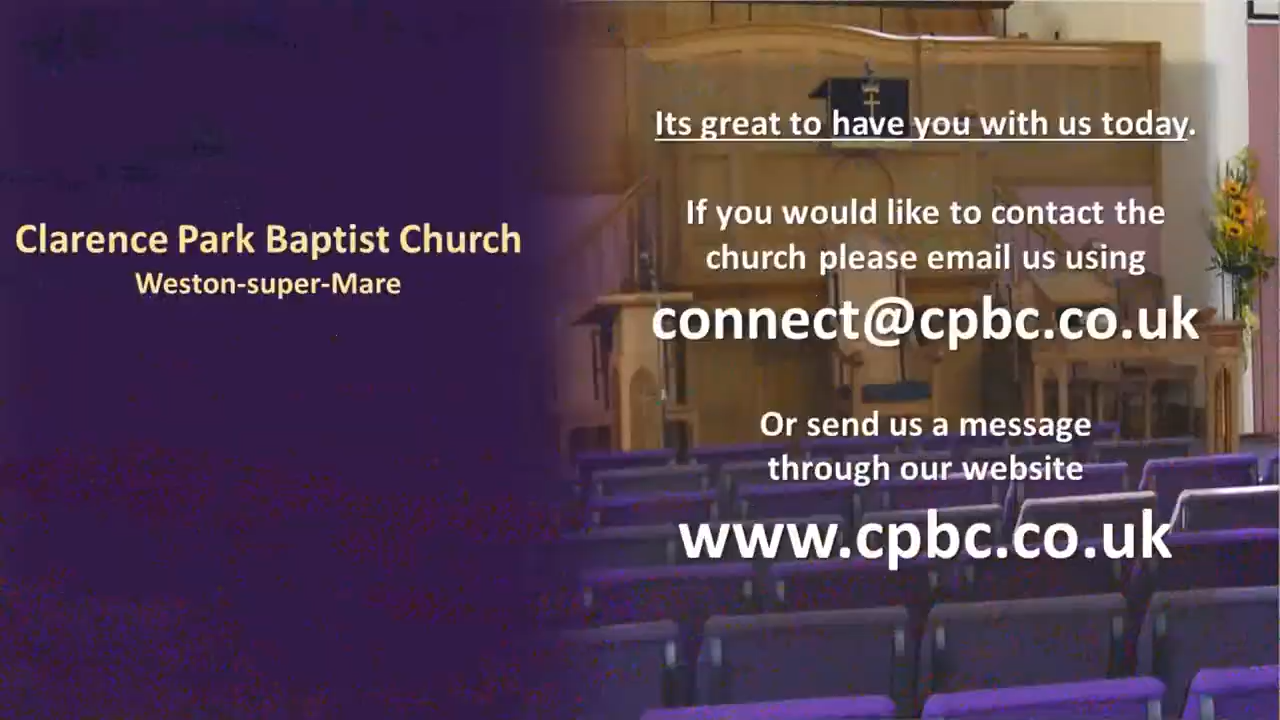 Clarence Park Baptist Church
Weston-super-Mare
Its great to have you with us today.
If you would like to contact the
church please email us using
connect@cpbc.co.uk
Or send us a message
through our website
www.cpbc.co.uk